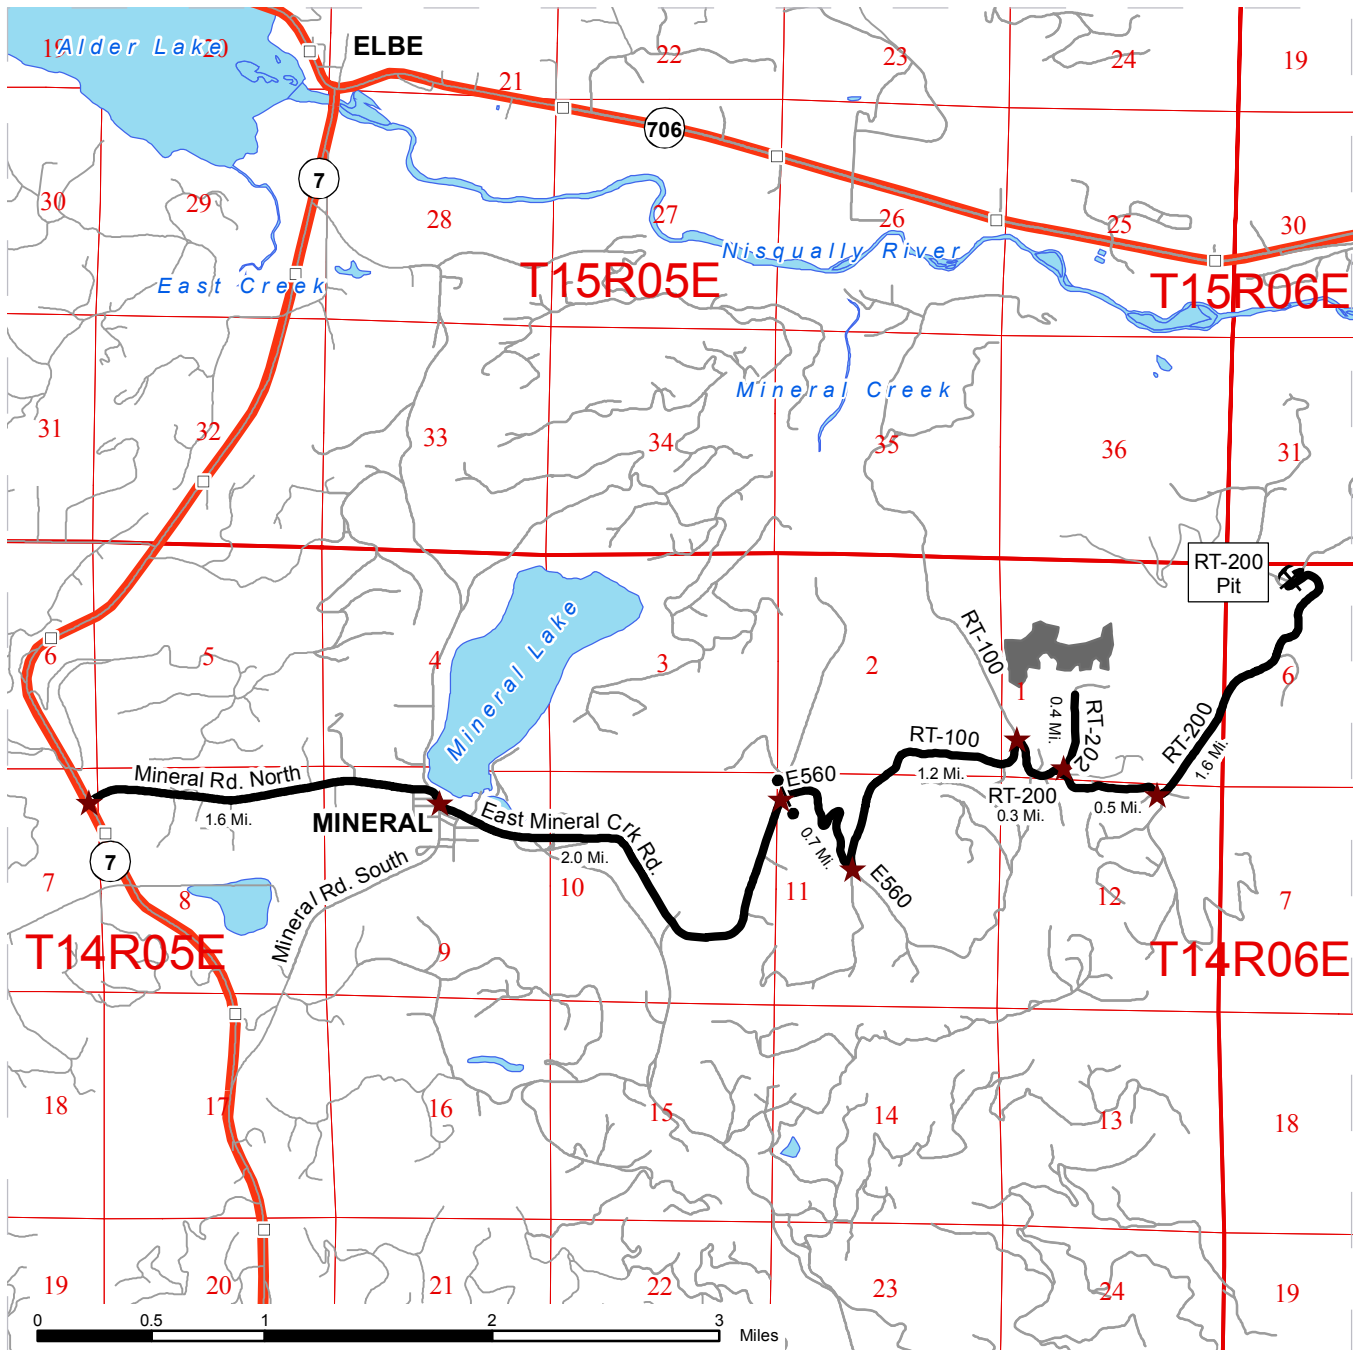 19
Alder Lake
20
ELBE
21
22
23
24
19
706
7
30
29
28
27
26
25
30
Nisqually River
East Creek
T15R05E
T15R06E
Mineral Creek
31
32
33
34
35
36
31
RT-200
Pit
6
5
4
Mineral Lake
3
2
RT-100
1
6
0.4 Mi.
RT-202
RT-200
1.6 Mi.
RT-100
1.2 Mi.
Mineral Rd. North
1.6 Mi.
E560
RT-200
0.3 Mi.
0.5 Mi.
MINERAL
East Mineral Crk Rd.
2.0 Mi.
0.7 Mi.
E560
7
7
8
Mineral Rd. South
9
10
11
12
7
T14R05E
T14R06E
18
17
16
15
14
13
18
19
20
21
22
23
24
19
0
0.5
1
2
3
Miles